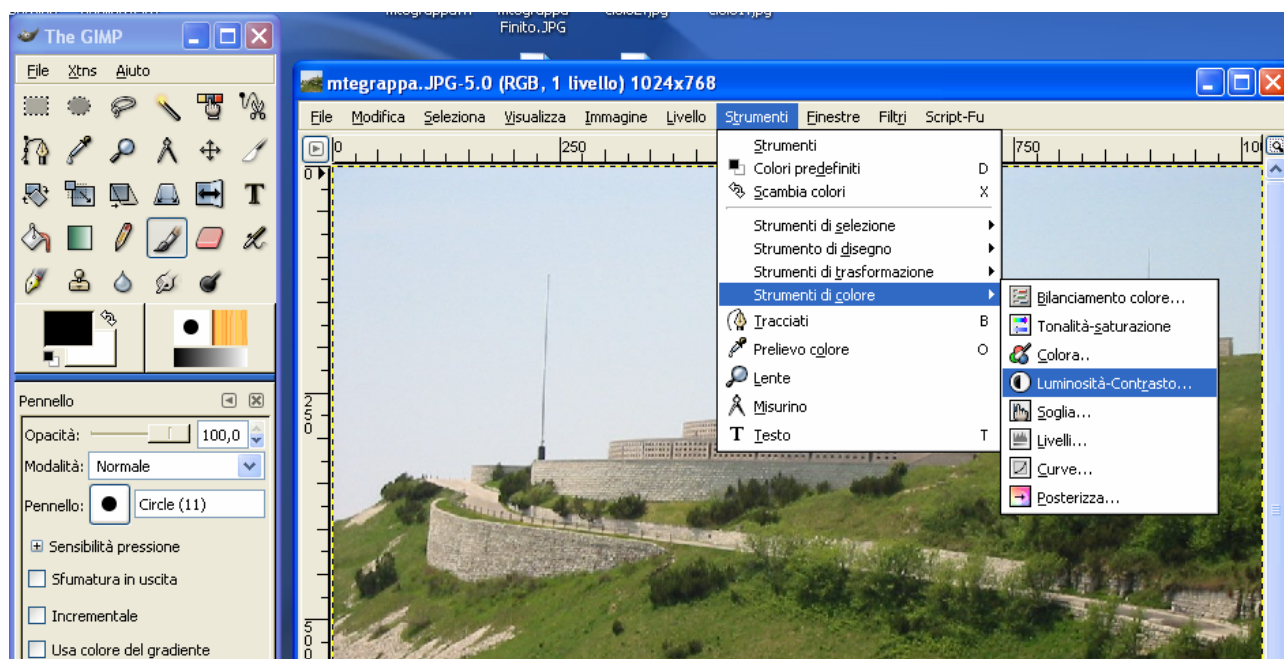 Finito.JPG
The GIMP
File Xtns Aiuto
mtegrappa.JPG-5.0 (RGB, 1 livello) 1024x768
File Modifica Seleziona Visualizza Immagine Livello Strumenti Finestre Filtri Script-Fu
0 250 750
0
250
500
Strumenti
Colori predefiniti D
Scambia colori X
Strumenti di selezione
Strumento di disegno
Strumenti di trasformazione
Strumenti di colore
Tracciati B
Prelievo colore O
Lente
Misurino
T Testo T
Bilanciamento colore...
Tonalità-saturazione
Colora..
Luminosità-Contrasto...
Soglia...
Livelli...
Curve...
Posterizza...
T
Pennello
Opacità: 100,0
Modalità: Normale
Pennello: Circle (11)
Sensibilità pressione
Sfumatura in uscita
Incrementale
Usa colore del gradiente